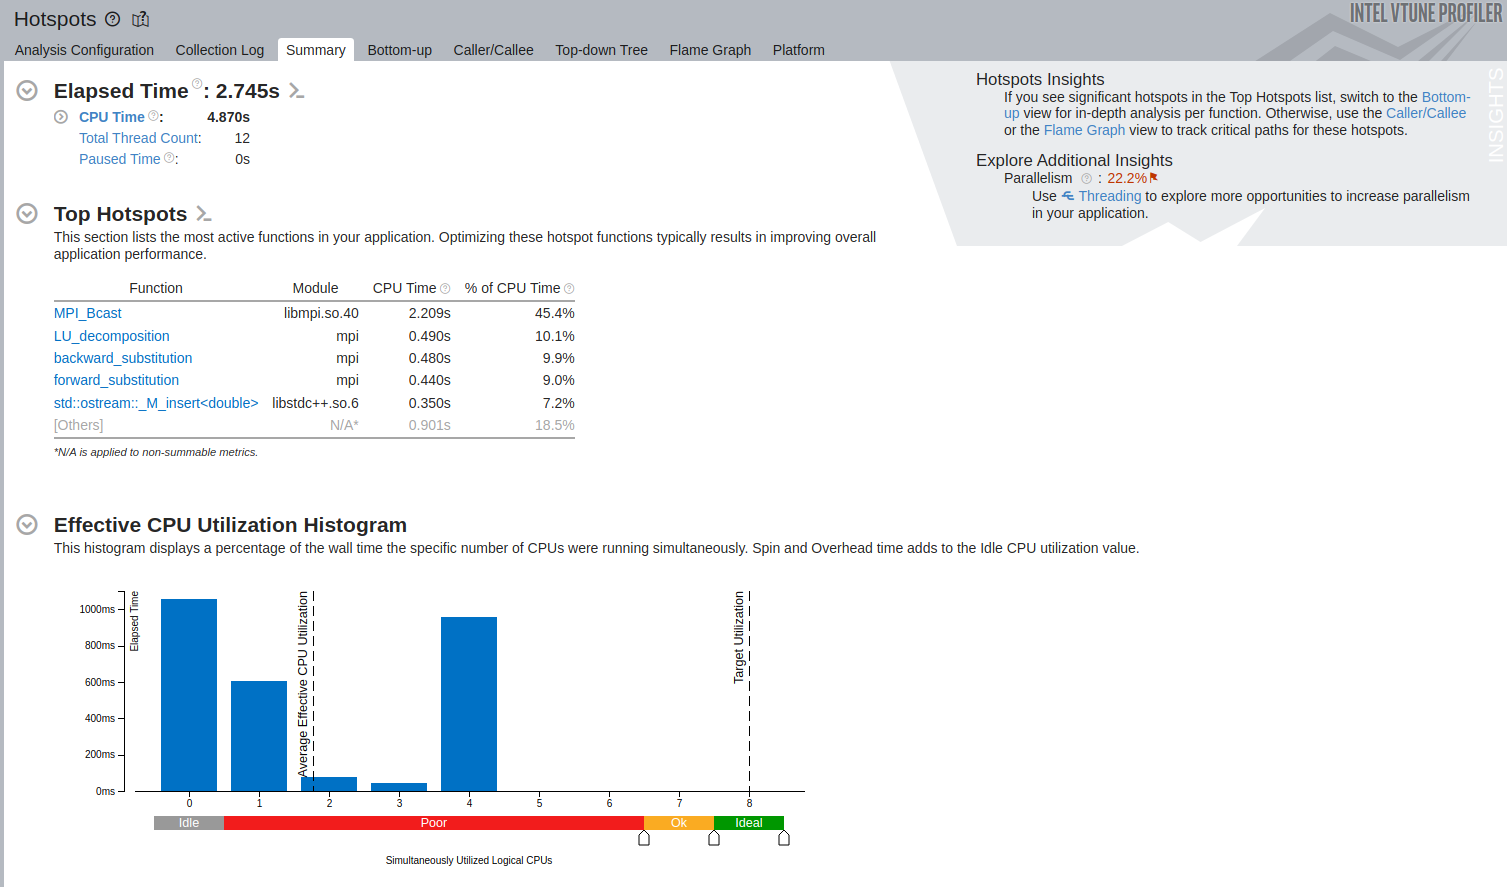 Hotspots
INTEL VTUNE PROFILER
Analysis Configuration Collection Log Summary Bottom-up Caller/Callee Top-down Tree Flame Graph Platform
Elapsed Time : 2.745s
CPU Time : 4.870s
Total Thread Count: 12
Paused Time : 0s
Hotspots Insights
If you see significant hotspots in the Top Hotspots list, switch to the Bottom-
up view for in-depth analysis per function. Otherwise, use the Caller/Callee
or the Flame Graph view to track critical paths for these hotspots.
Explore Additional Insights
Parallelism : 22.2%
Use Threading to explore more opportunities to increase parallelism
in your application.
INSIGHTS
Top Hotspots
This section lists the most active functions in your application. Optimizing these hotspot functions typically results in improving overall
application performance.
Function Module CPU Time % of CPU Time
MPI_Bcast libmpi.so.40 2.209s 45.4%
LU_decomposition mpi 0.490s 10.1%
backward_substitution mpi 0.480s 9.9%
forward_substitution mpi 0.440s 9.0%
std::ostream::_M_insert<double> libstdc++.so.6 0.350s 7.2%
[Others] N/A* 0.901s 18.5%
*N/A is applied to non-summable metrics.
Effective CPU Utilization Histogram
This histogram displays a percentage of the wall time the specific number of CPUs were running simultaneously. Spin and Overhead time adds to the Idle CPU utilization value.
Elapsed Time
Average Effective CPU Utilization
Target Utilization
1000ms
800ms
600ms
400ms
200ms
0ms
0 1 2 3 4 5 6 7 8
Idle Poor Ok Ideal
Simultaneously Utilized Logical CPUs